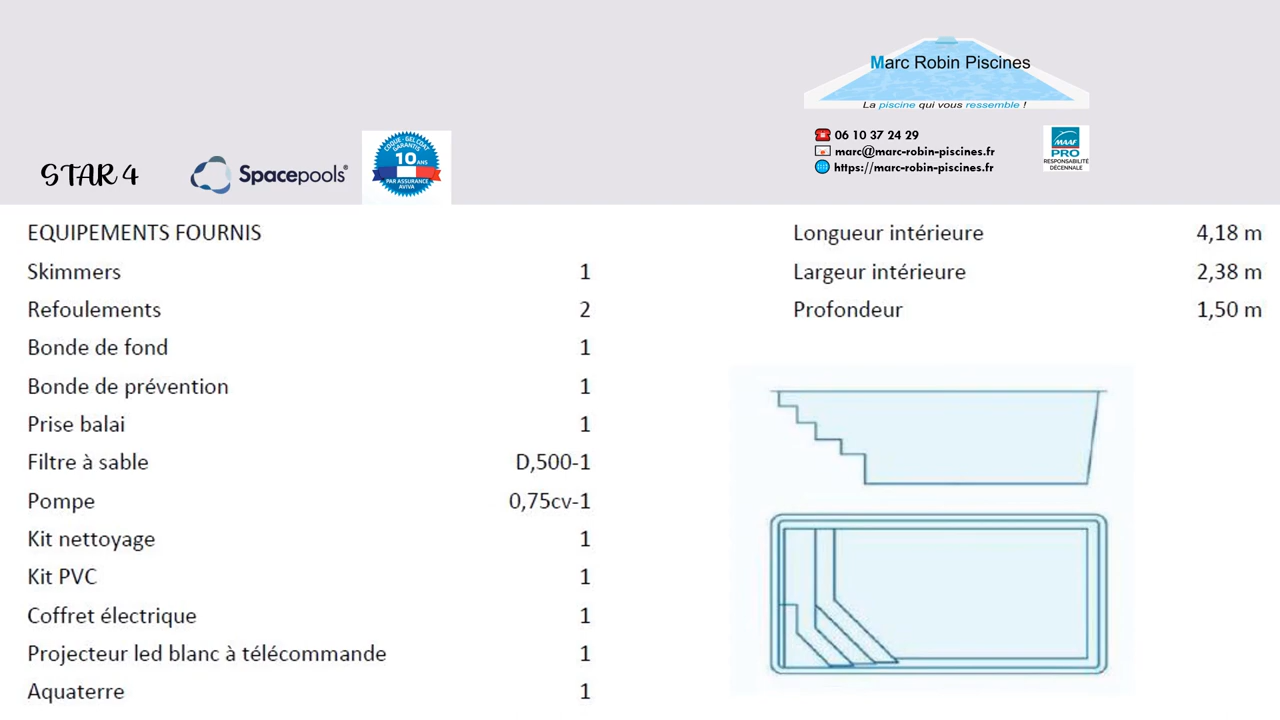 Marc Robin Piscines
La piscine qui vous ressemble !
06 10 37 24 29
marc@marc-robin-piscines.fr
https://marc-robin-piscines.fr
MAAF
PRO
RESPONSABILITÉ
DÉCENNALE
STAR 4
Spacepools®
COQUE - GEL COAT
GARANTIS
10 ANS
PAR ASSURANCE
AVIVA
EQUIPEMENTS FOURNIS
Skimmers 1
Refoulements 2
Bonde de fond 1
Bonde de prévention 1
Prise balai 1
Filtre à sable D,500-1
Pompe 0,75cv-1
Kit nettoyage 1
Kit PVC 1
Coffret électrique 1
Projecteur led blanc à télécommande 1
Aquaterre 1
Longueur intérieure 4,18 m
Largeur intérieure 2,38 m
Profondeur 1,50 m